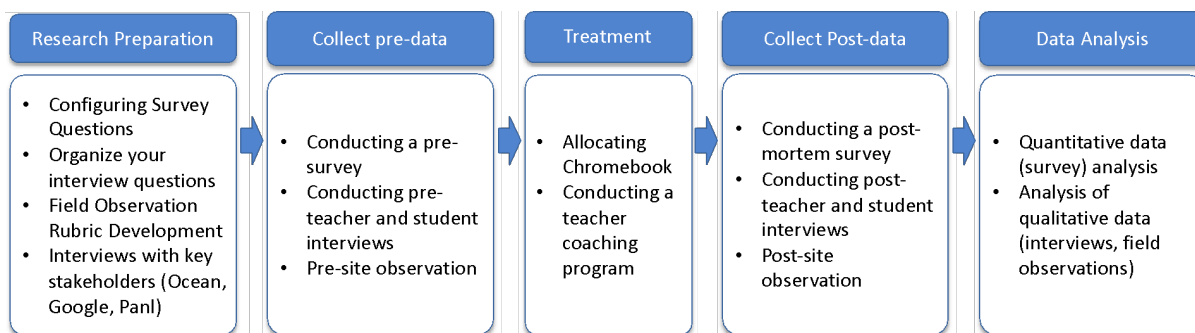 Research Preparation
• Configuring Survey
Questions
• Organize your
interview questions
• Field Observation
Rubric Development
• Interviews with key
stakeholders (Ocean,
Google, Panl)
Collect pre-data
• Conducting a pre-
survey
• Conducting pre-
teacher and student
interviews
• Pre-site observation
Treatment
• Allocating
Chromebook
• Conducting a
teacher
coaching
program
Collect Post-data
• Conducting a post-
mortem survey
• Conducting post-
teacher and student
interviews
• Post-site
observation
Data Analysis
• Quantitative data
(survey) analysis
• Analysis of
qualitative data
(interviews, field
observations)